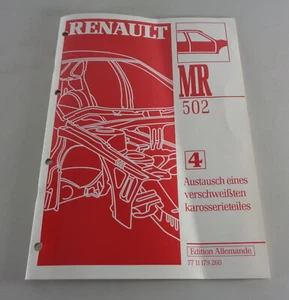 RENAULT
MR
502
4
Austausch eines
verschweißten
karosserieteiles
Edition Allemande
77 11 179 260